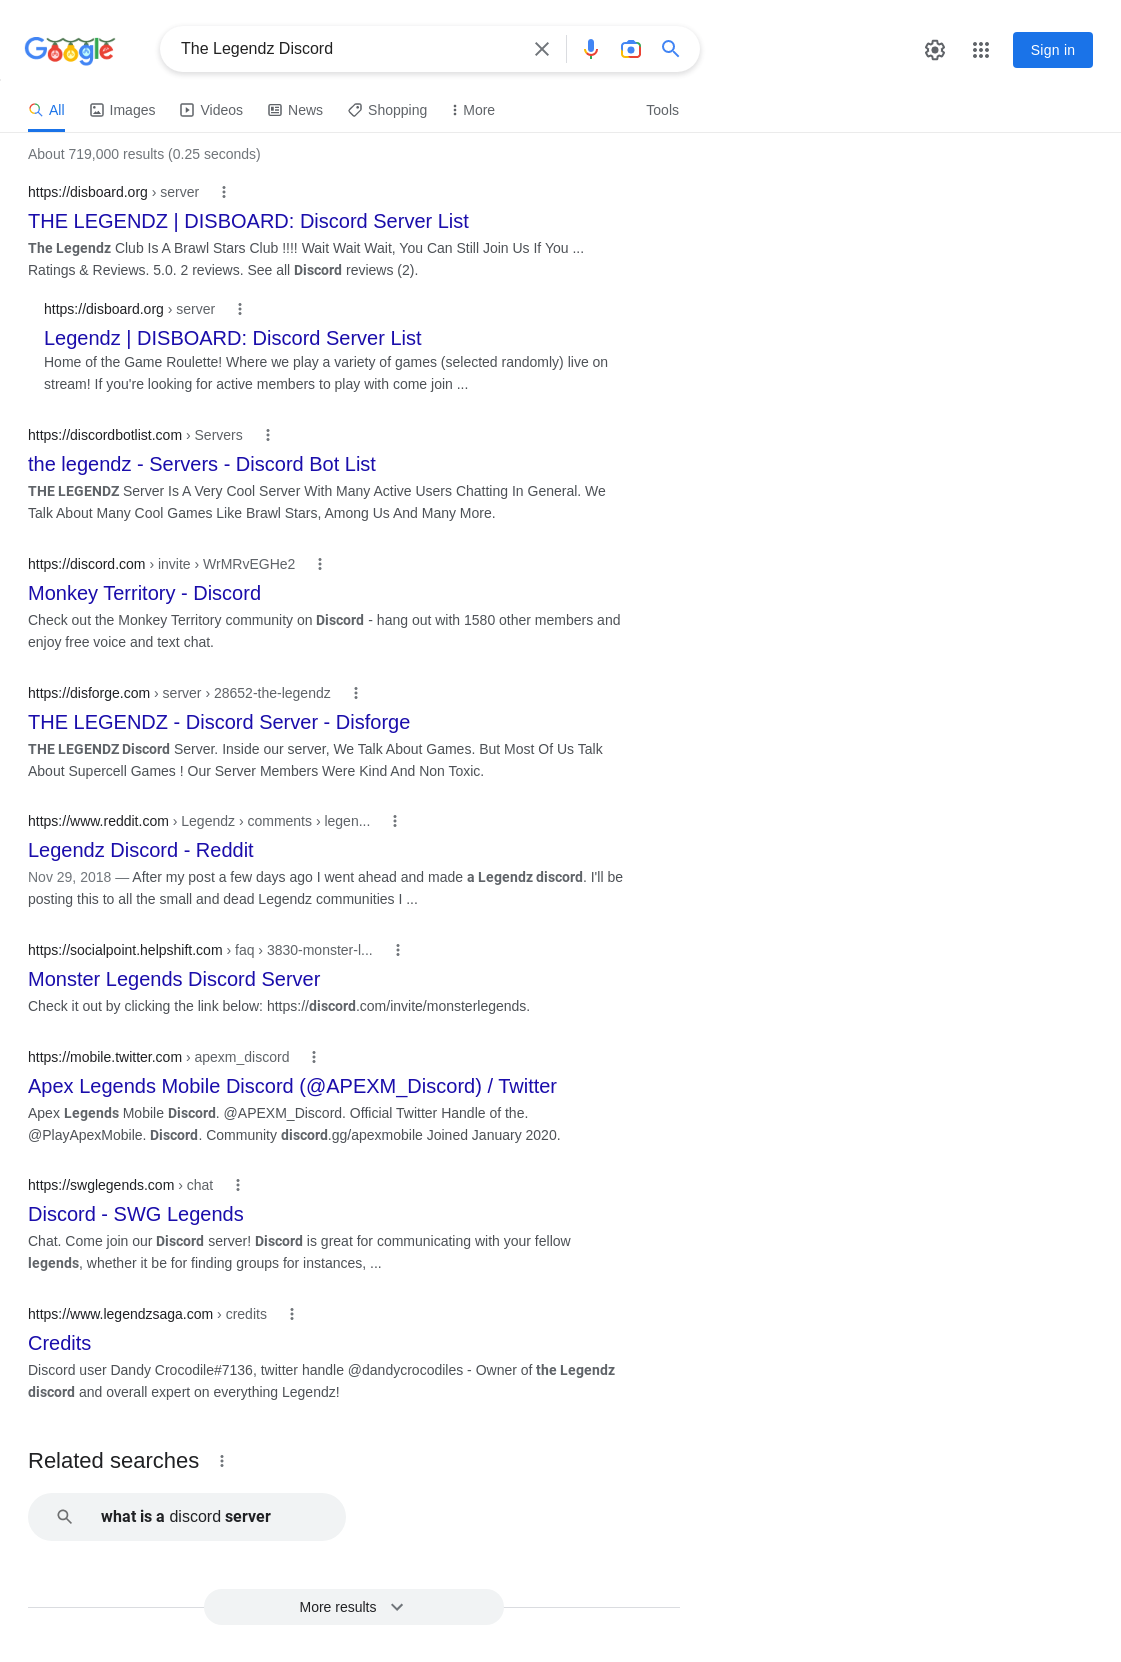 Google
The Legendz Discord
Sign in
All Images Videos News Shopping More Tools
About 719,000 results (0.25 seconds)
https://disboard.org › server
THE LEGENDZ | DISBOARD: Discord Server List
The Legendz Club Is A Brawl Stars Club !!!! Wait Wait Wait, You Can Still Join Us If You ...
Ratings & Reviews. 5.0. 2 reviews. See all Discord reviews (2).
https://disboard.org › server
Legendz | DISBOARD: Discord Server List
Home of the Game Roulette! Where we play a variety of games (selected randomly) live on
stream! If you're looking for active members to play with come join ...
https://discordbotlist.com › Servers
the legendz - Servers - Discord Bot List
THE LEGENDZ Server Is A Very Cool Server With Many Active Users Chatting In General. We
Talk About Many Cool Games Like Brawl Stars, Among Us And Many More.
https://discord.com › invite › WrMRvEGHe2
Monkey Territory - Discord
Check out the Monkey Territory community on Discord - hang out with 1580 other members and
enjoy free voice and text chat.
https://disforge.com › server › 28652-the-legendz
THE LEGENDZ - Discord Server - Disforge
THE LEGENDZ Discord Server. Inside our server, We Talk About Games. But Most Of Us Talk
About Supercell Games ! Our Server Members Were Kind And Non Toxic.
https://www.reddit.com › Legendz › comments › legen...
Legendz Discord - Reddit
Nov 29, 2018 — After my post a few days ago I went ahead and made a Legendz discord. I'll be
posting this to all the small and dead Legendz communities I ...
https://socialpoint.helpshift.com › faq › 3830-monster-l...
Monster Legends Discord Server
Check it out by clicking the link below: https://discord.com/invite/monsterlegends.
https://mobile.twitter.com › apexm_discord
Apex Legends Mobile Discord (@APEXM_Discord) / Twitter
Apex Legends Mobile Discord. @APEXM_Discord. Official Twitter Handle of the.
@PlayApexMobile. Discord. Community discord.gg/apexmobile Joined January 2020.
https://swglegends.com › chat
Discord - SWG Legends
Chat. Come join our Discord server! Discord is great for communicating with your fellow
legends, whether it be for finding groups for instances, ...
https://www.legendzsaga.com › credits
Credits
Discord user Dandy Crocodile#7136, twitter handle @dandycrocodiles - Owner of the Legendz
discord and overall expert on everything Legendz!
Related searches
what is a discord server
More results